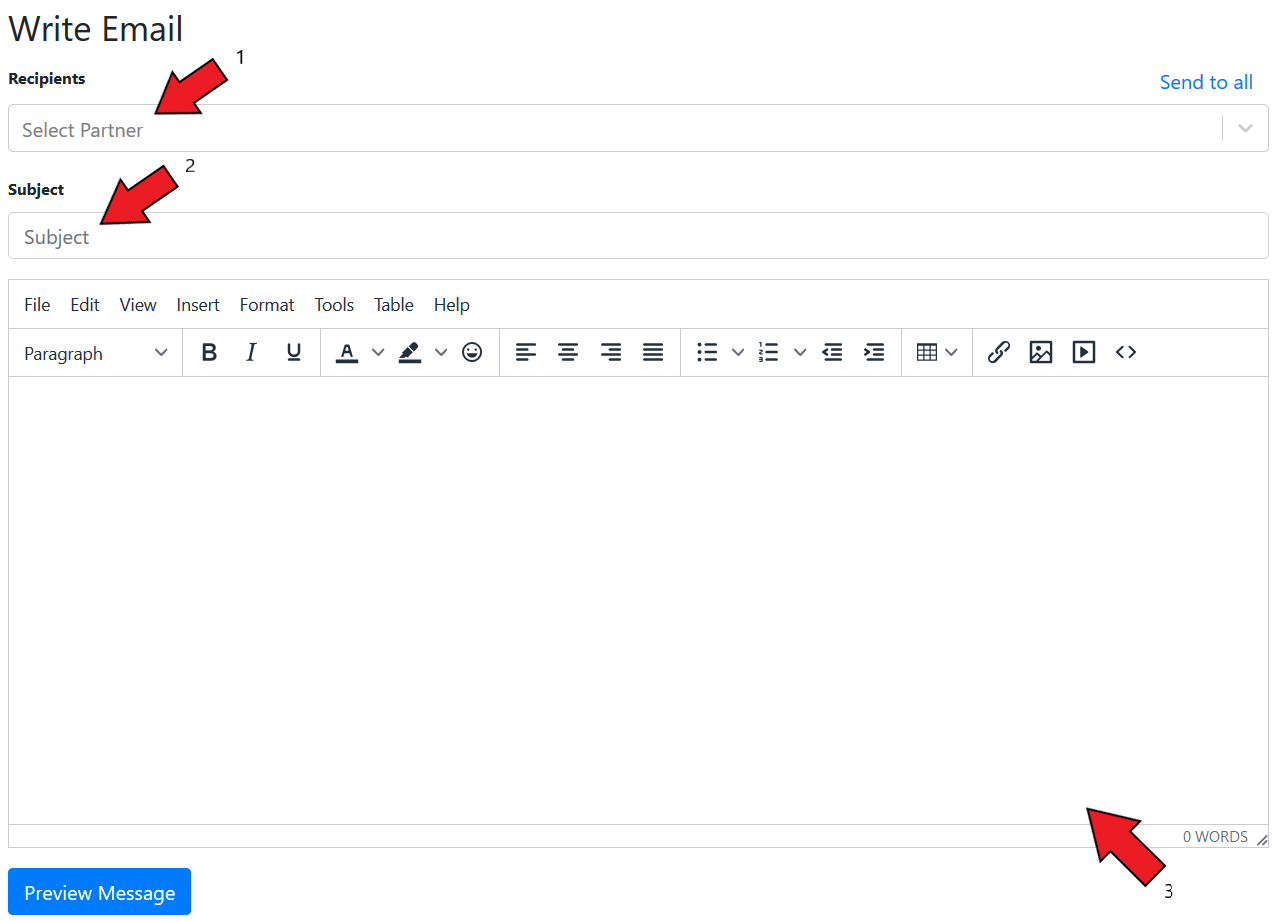 Write Email
1
Recipients
Send to all
Select Partner
2
Subject
Subject
File Edit View Insert Format Tools Table Help
Paragraph B I U A
0 WORDS
3
Preview Message